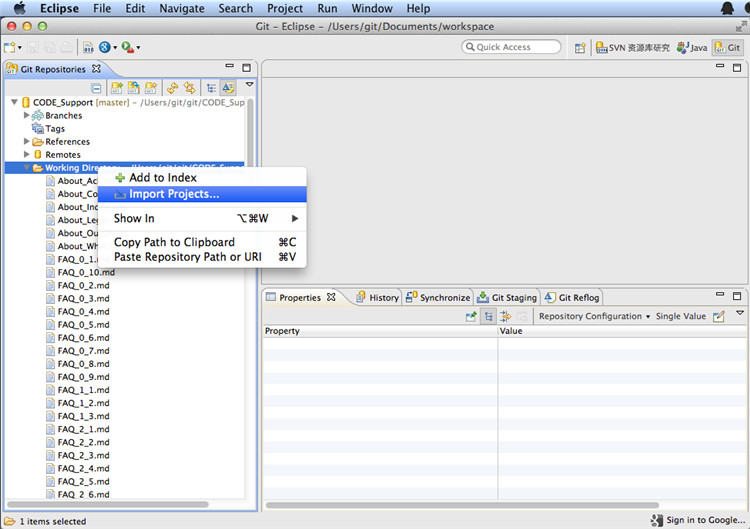 Eclipse File Edit Navigate Search Project Run Window Help
Git – Eclipse – /Users/git/Documents/workspace
Quick Access
SVN 资源库研究 Java Git
Git Repositories
CODE_Support [master] – /Users/git/git/CODE_Sup
Branches
Tags
References
Remotes
Working Directory – /Users/git/git/CODE_Supp
Add to Index
Import Projects...
Show In ⌥⌘W ▶
Copy Path to Clipboard ⌘C
Paste Repository Path or URI ⌘V
About_Ac
About_Co
About_Inc
About_Leg
About_Ou
About_Wh
FAQ_0_1.md
FAQ_0_10.md
FAQ_0_2.md
FAQ_0_3.md
FAQ_0_4.md
FAQ_0_5.md
FAQ_0_6.md
FAQ_0_7.md
FAQ_0_8.md
FAQ_0_9.md
FAQ_1_1.md
FAQ_1_2.md
FAQ_1_3.md
FAQ_2_1.md
FAQ_2_2.md
FAQ_2_3.md
FAQ_2_4.md
FAQ_2_5.md
FAQ_2_6.md
Properties History Synchronize Git Staging Git Reflog
Repository Configuration Single Value
Property Value
1 items selected
Sign in to Google...